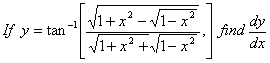 If y = tan⁻¹[(√(1+x²−√(1−x²)))/(√(1+x²+)√(1−x²)),] find dy/dx